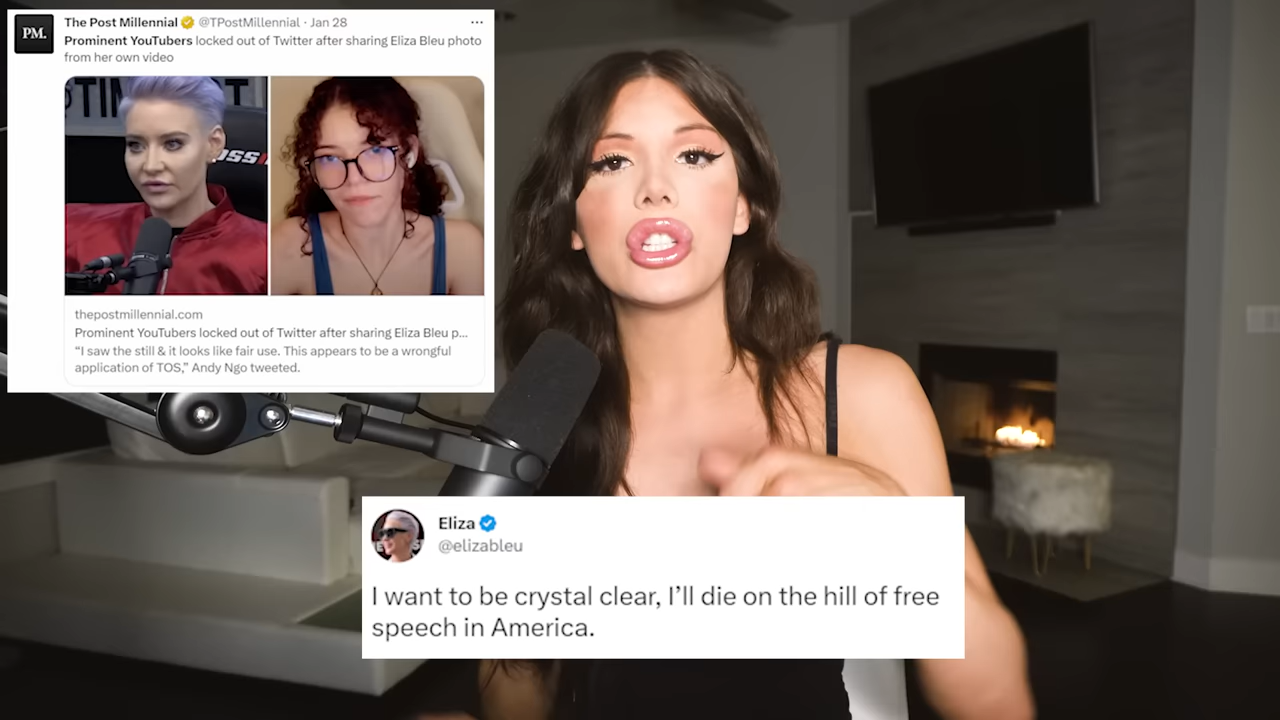 PM.
The Post Millennial @TPostMillennial · Jan 28
Prominent YouTubers locked out of Twitter after sharing Eliza Bleu photo
from her own video
thepostmillennial.com
Prominent YouTubers locked out of Twitter after sharing Eliza Bleu p...
“I saw the still & it looks like fair use. This appears to be a wrongful
application of TOS,” Andy Ngo tweeted.
Eliza
@elizableu
I want to be crystal clear, I’ll die on the hill of free
speech in America.